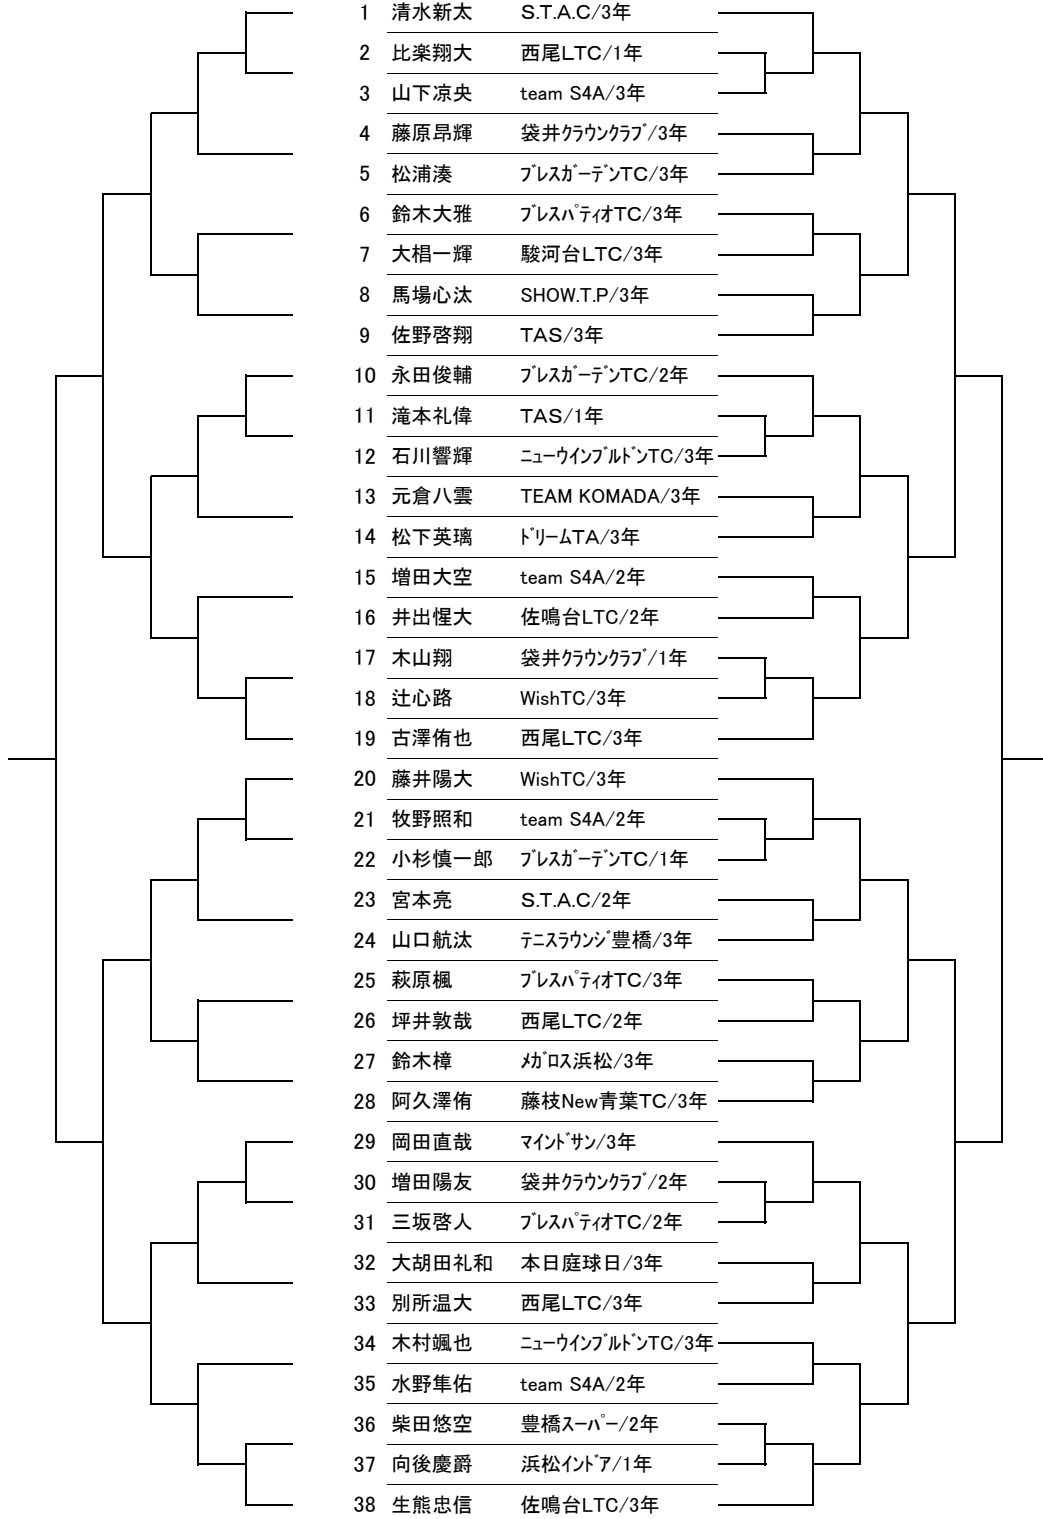 1 清水新太 S.T.A.C/3年
2 比楽翔大 西尾LTC/1年
3 山下凉央 team S4A/3年
4 藤原昂輝 袋井ｸﾗｳﾝｸﾗﾌﾞ/3年
5 松浦湊 ﾌﾞﾚｽｶﾞｰﾃﾞﾝTC/3年
6 鈴木大雅 ﾌﾞﾚｽﾊﾟﾃｨｵTC/3年
7 大椙一輝 駿河台LTC/3年
8 馬場心汰 SHOW.T.P/3年
9 佐野啓翔 TAS/3年
10 永田俊輔 ﾌﾞﾚｽｶﾞｰﾃﾞﾝTC/2年
11 滝本礼偉 TAS/1年
12 石川響輝 ﾆｭｰｳｲﾝﾌﾞﾙﾄﾞﾝTC/3年
13 元倉八雲 TEAM KOMADA/3年
14 松下英璃 ﾄﾞﾘｰﾑTA/3年
15 増田大空 team S4A/2年
16 井出惺大 佐鳴台LTC/2年
17 木山翔 袋井ｸﾗｳﾝｸﾗﾌﾞ/1年
18 辻心路 WishTC/3年
19 古澤侑也 西尾LTC/3年
20 藤井陽大 WishTC/3年
21 牧野照和 team S4A/2年
22 小杉慎一郎 ﾌﾞﾚｽｶﾞｰﾃﾞﾝTC/1年
23 宮本亮 S.T.A.C/2年
24 山口航汰 ﾃﾆｽﾗｳﾝｼﾞ豊橋/3年
25 萩原楓 ﾌﾞﾚｽﾊﾟﾃｨｵTC/3年
26 坪井敦哉 西尾LTC/2年
27 鈴木樟 ﾒｶﾞﾛｽ浜松/3年
28 阿久澤侑 藤枝New青葉TC/3年
29 岡田直哉 ﾏｲﾝﾄﾞｻﾝ/3年
30 増田陽友 袋井ｸﾗｳﾝｸﾗﾌﾞ/2年
31 三坂啓人 ﾌﾞﾚｽﾊﾟﾃｨｵTC/2年
32 大胡田礼和 本日庭球日/3年
33 別所温大 西尾LTC/3年
34 木村颯也 ﾆｭｰｳｲﾝﾌﾞﾙﾄﾞﾝTC/3年
35 水野隼佑 team S4A/2年
36 柴田悠空 豊橋ｽｰﾊﾟｰ/2年
37 向後慶爵 浜松ｲﾝﾄﾞｱ/1年
38 生熊忠信 佐鳴台LTC/3年